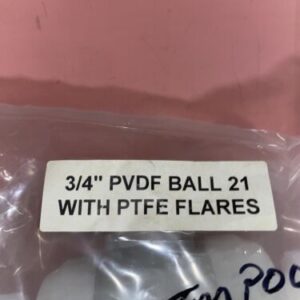 3/4" PVDF BALL 21
WITH PTFE FLARES